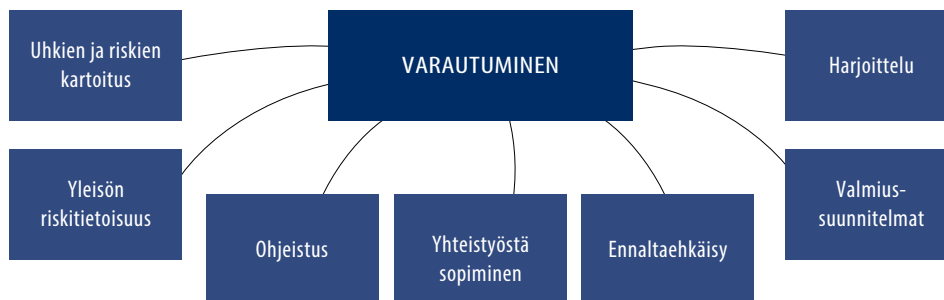 Uhkien ja riskien
kartoitus
VARAUTUMINEN
Harjoittelu
Yleisön
riskitietoisuus
Ohjeistus
Yhteistyöstä
sopiminen
Ennaltaehkäisy
Valmius-
suunnitelmat